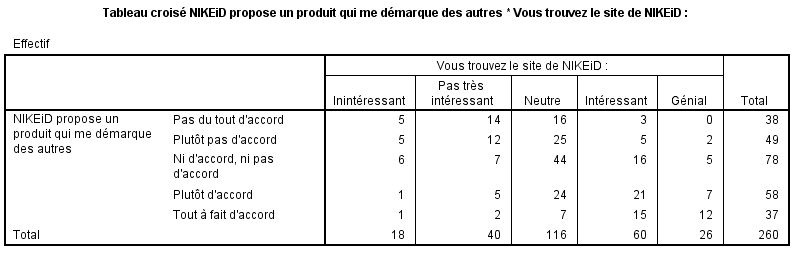 Tableau croisé NIKEiD propose un produit qui me démarque des autres * Vous trouvez le site de NIKEiD :
Effectif
Vous trouvez le site de NIKEiD :
Inintéressant Pas très intéressant Neutre Intéressant Génial Total
NIKEiD propose un produit qui me démarque des autres Pas du tout d'accord 5 14 16 3 0 38
Plutôt pas d'accord 5 12 25 5 2 49
Ni d'accord, ni pas d'accord 6 7 44 16 5 78
Plutôt d'accord 1 5 24 21 7 58
Tout à fait d'accord 1 2 7 15 12 37
Total 18 40 116 60 26 260